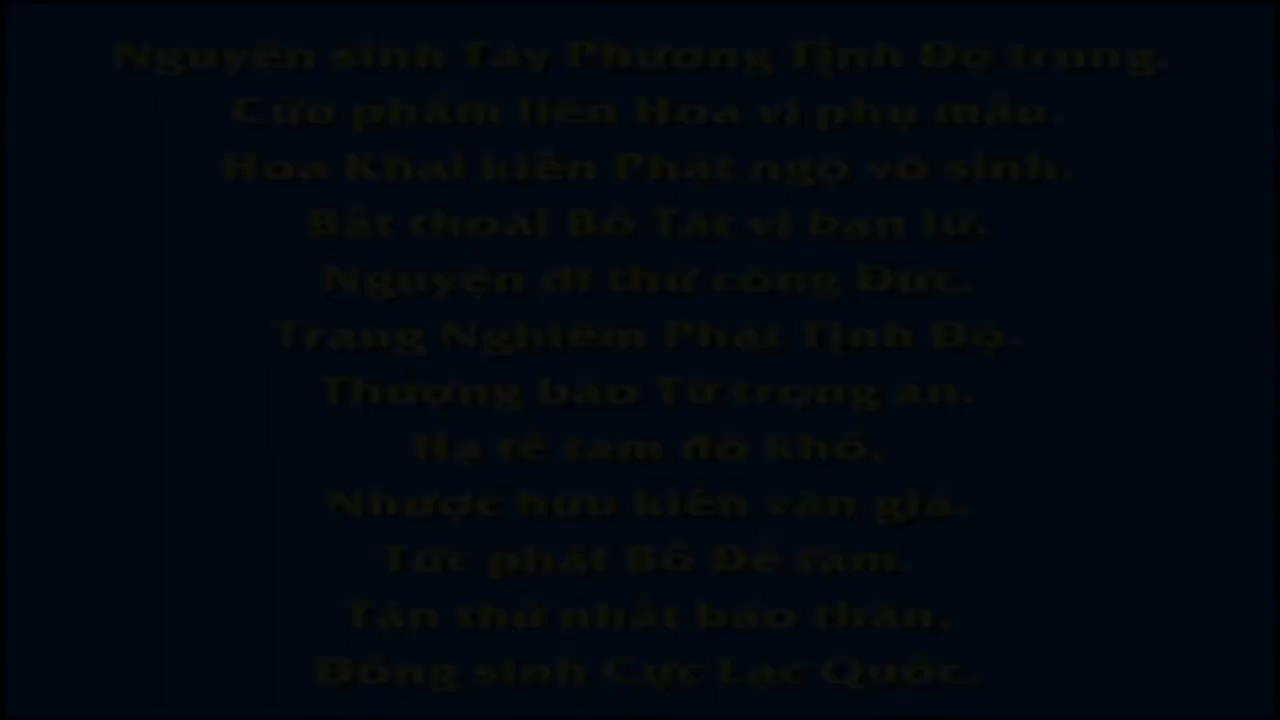 Nguyện sinh Tây Phương Tịnh Độ trung.
Cửu phẩm liên Hoa vi phụ mẫu.
Hoa Khai kiến Phật ngộ vô sinh.
Bất thoái Bồ Tát vi bạn lữ.
Nguyện dĩ thử công Đức.
Trang Nghiêm Phật Tịnh Độ.
Thượng báo Tứ trọng ân.
Hạ tế tam đồ khổ.
Nhược hữu kiến văn giả.
Tức phát Bồ Đề tâm.
Tận thử nhất báo thân.
Đồng sinh Cực Lạc Quốc.